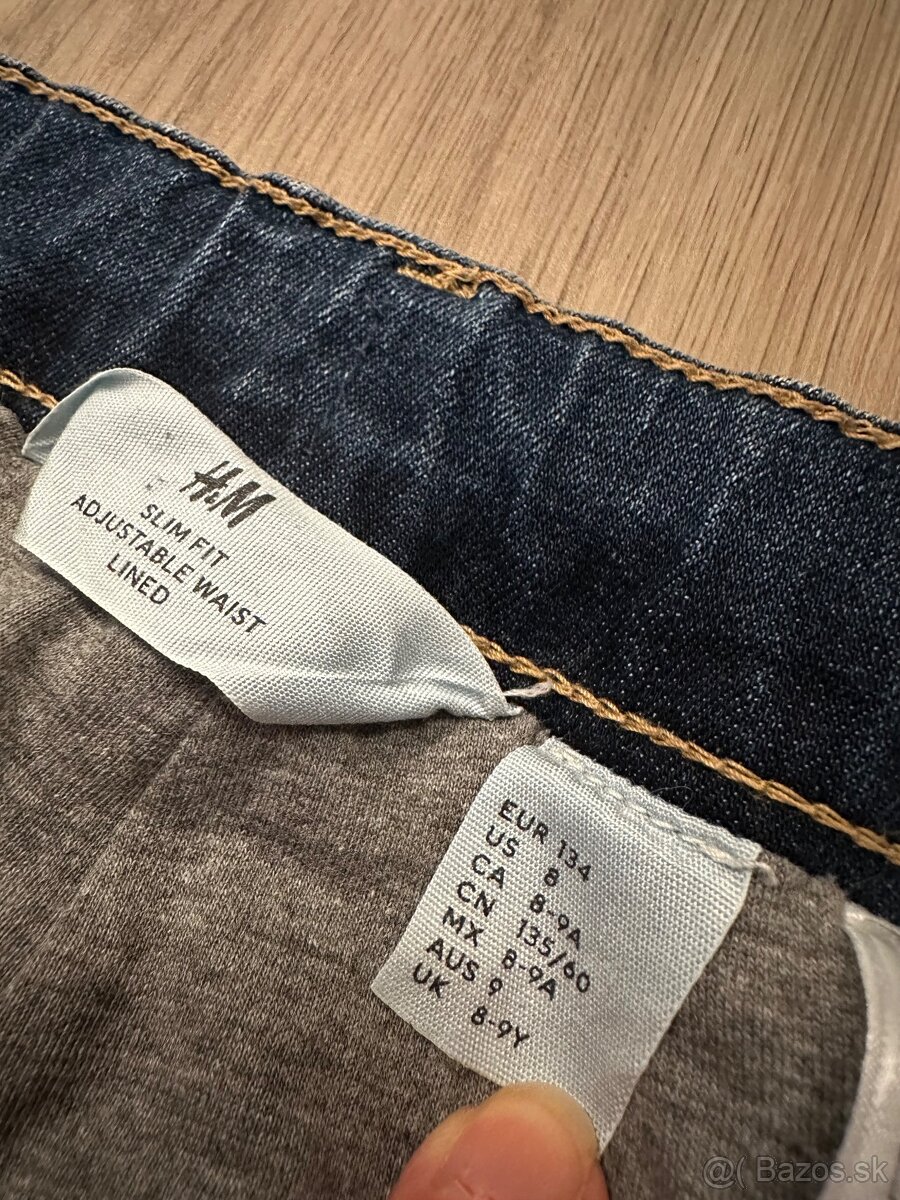 H&M
SLIM FIT
ADJUSTABLE WAIST
LINED
EUR 134
US 8
CA 8-9A
CN 135/60
MX 8-9A
AUS 9
UK 8-9Y
@( Bazos.sk